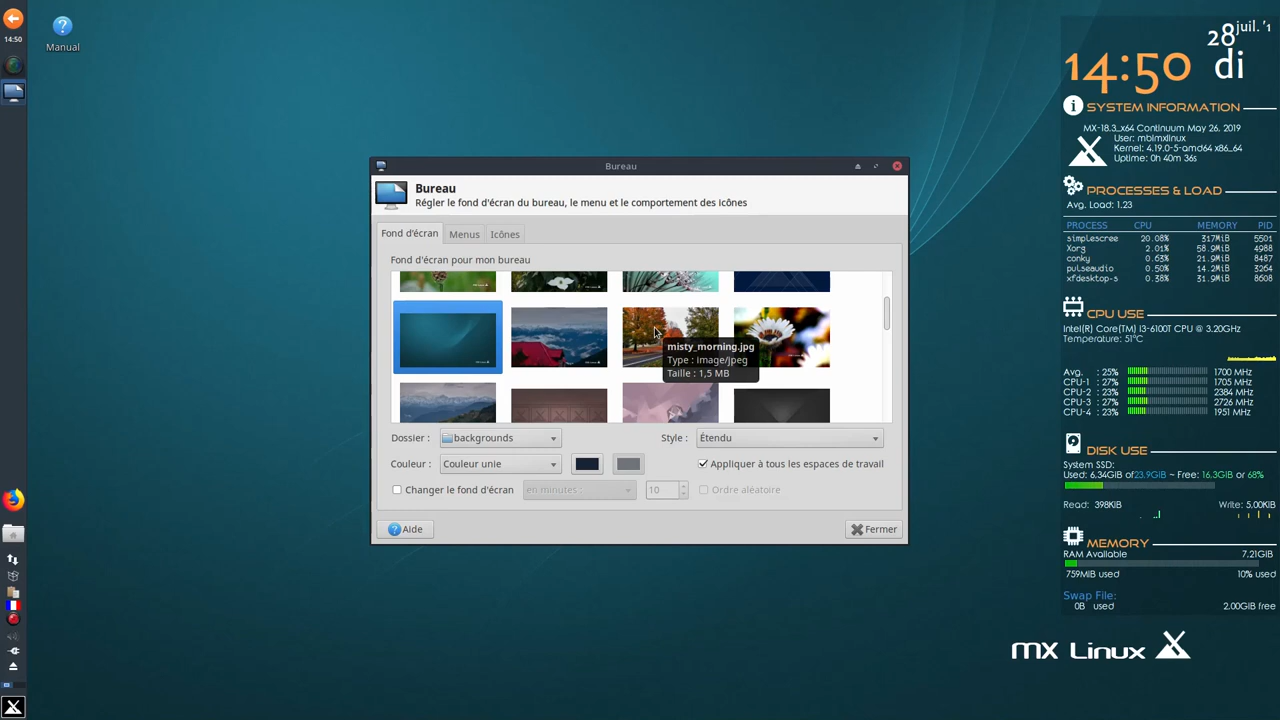 14:50
Manual
Bureau
Bureau
Régler le fond d'écran du bureau, le menu et le comportement des icônes
Fond d'écran
Menus
Icônes
Fond d'écran pour mon bureau
misty_morning.jpg
Type : image/jpeg
Taille : 1,5 MB
Dossier :
backgrounds
Style :
Étendu
Couleur :
Couleur unie
Appliquer à tous les espaces de travail
Changer le fond d'écran
en minutes :
10
Ordre aléatoire
Aide
Fermer
28 juil. '1
14:50 di
SYSTEM INFORMATION
MX-18.3_x64 Continuum May 26, 2019
User: mblmxlinux
Kernel: 4.19.0-5-amd64 x86_64
Uptime: 0h 40m 36s
PROCESSES & LOAD
Avg. Load: 1.23
PROCESS CPU MEMORY PID
simplescree 20.08% 317MiB 5501
Xorg 2.01% 58.9MiB 4988
conky 0.63% 21.9MiB 8487
pulseaudio 0.50% 14.2MiB 3264
xfdesktop-s 0.38% 31.9MiB 8608
CPU USE
Intel(R) Core(TM) i3-6100T CPU @ 3.20GHz
Temperature: 51°C
Avg. 25% 1700 MHz
CPU-1 27% 1705 MHz
CPU-2 23% 2384 MHz
CPU-3 27% 2726 MHz
CPU-4 23% 1951 MHz
DISK USE
System SSD:
Used: 6,34GiB of 23.9GiB ~ Free: 16.3GiB or 68%
Read: 398KiB Write: 5,00KiB
MEMORY
RAM Available 7.21GiB
759MiB used 10% used
Swap File:
0B used 2.00GiB free
MX Linux